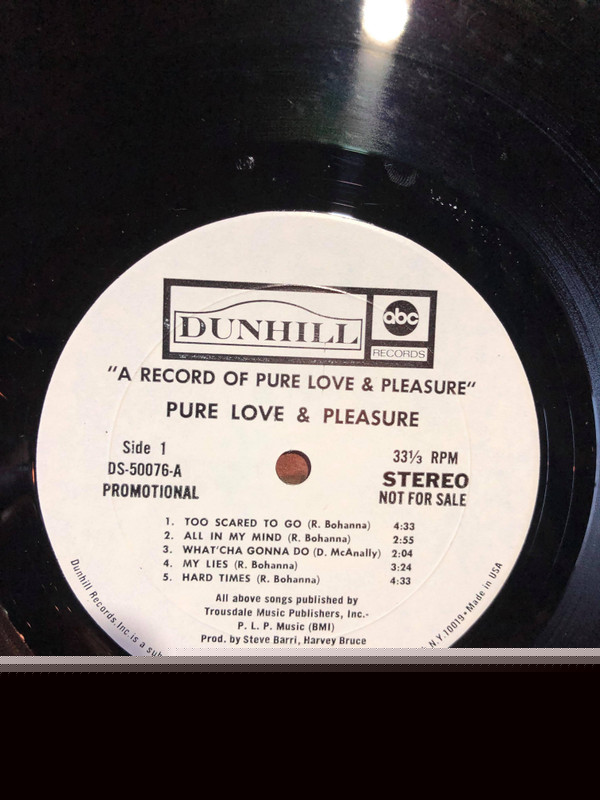 DUNHILL
abc
RECORDS
"A RECORD OF PURE LOVE & PLEASURE"
PURE LOVE & PLEASURE
Side 1
DS-50076-A
PROMOTIONAL
33⅓ RPM
STEREO
NOT FOR SALE
1. TOO SCARED TO GO (R. Bohanna) 4:33
2. ALL IN MY MIND (R. Bohanna) 2:55
3. WHAT'CHA GONNA DO (D. McAnally) 2:04
4. MY LIES (R. Bohanna) 3:24
5. HARD TIMES (R. Bohanna) 4:33
All above songs published by
Trousdale Music Publishers, Inc.-
P. L. P. Music (BMI)
Prod. by Steve Barri, Harvey Bruce
Dunhill Records, Inc is a
N.Y. 10019 • Made in USA